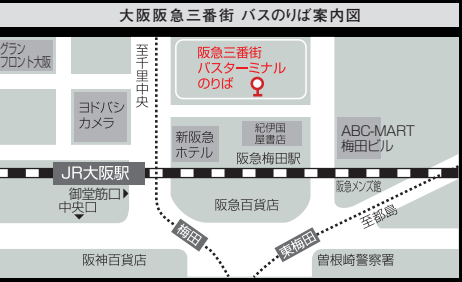 大阪阪急三番街 バスのりば案内図
グラン
フロント大阪
至千里中央
阪急三番街
バスターミナル
のりば
ヨドバシ
カメラ
新阪急
ホテル
紀伊国
屋書店
阪急梅田駅
ABC-MART
梅田ビル
JR大阪駅
御堂筋口
中央口
阪急メンズ館
阪急百貨店
至都島
梅田
東梅田
阪神百貨店
曽根崎警察署